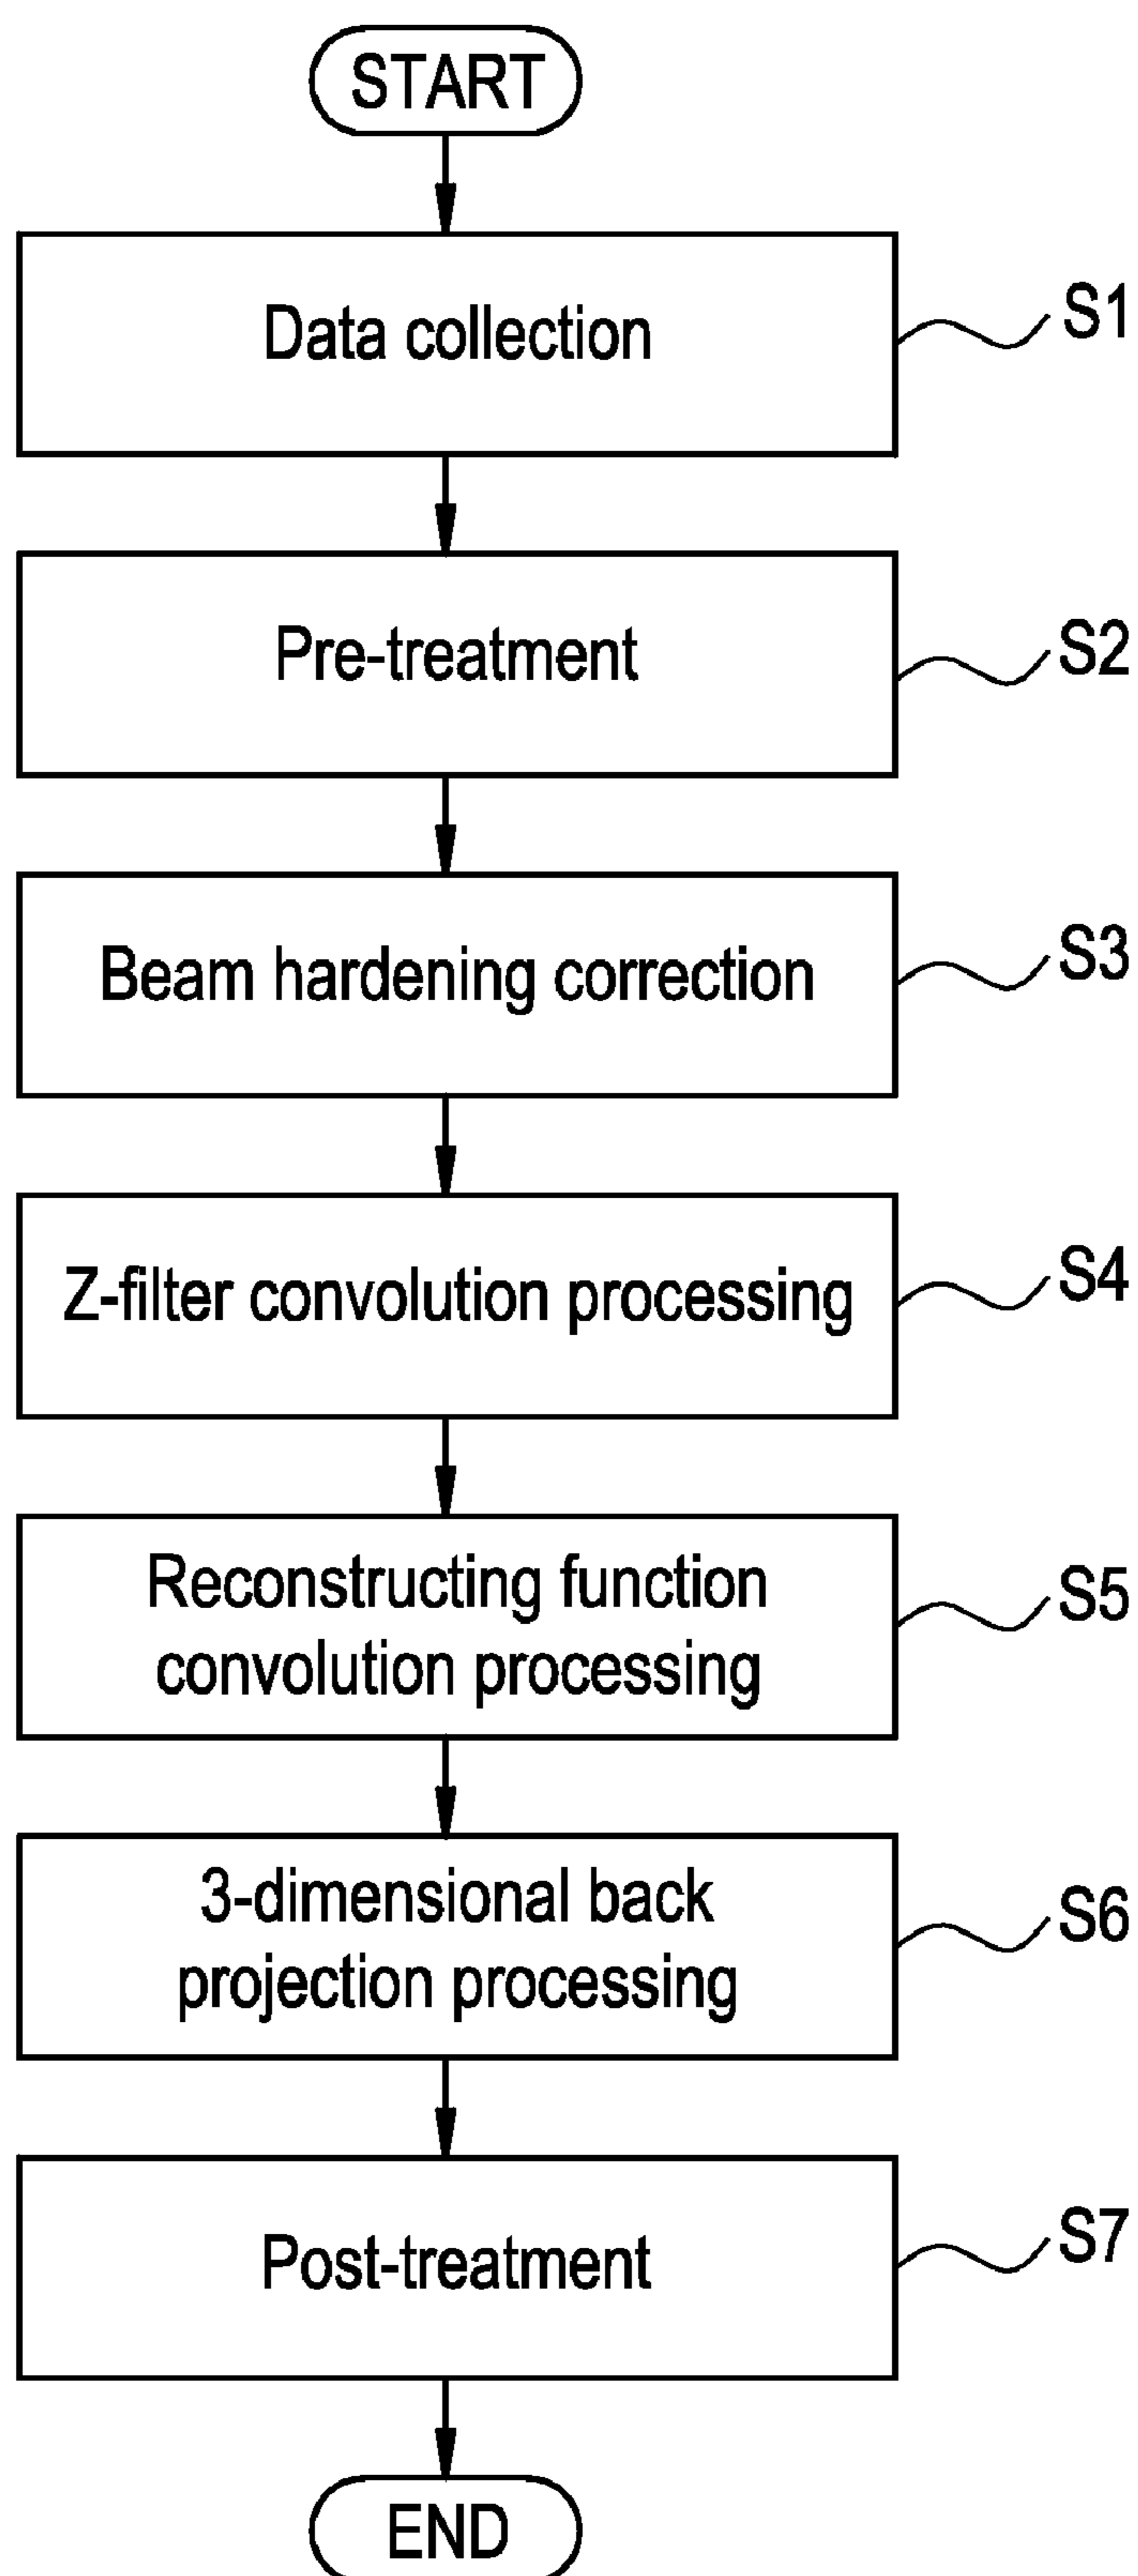 START
Data collection
S1
Pre-treatment
S2
Beam hardening correction
S3
Z-filter convolution processing
S4
Reconstructing function
convolution processing
S5
3-dimensional back
projection processing
S6
Post-treatment
S7
END